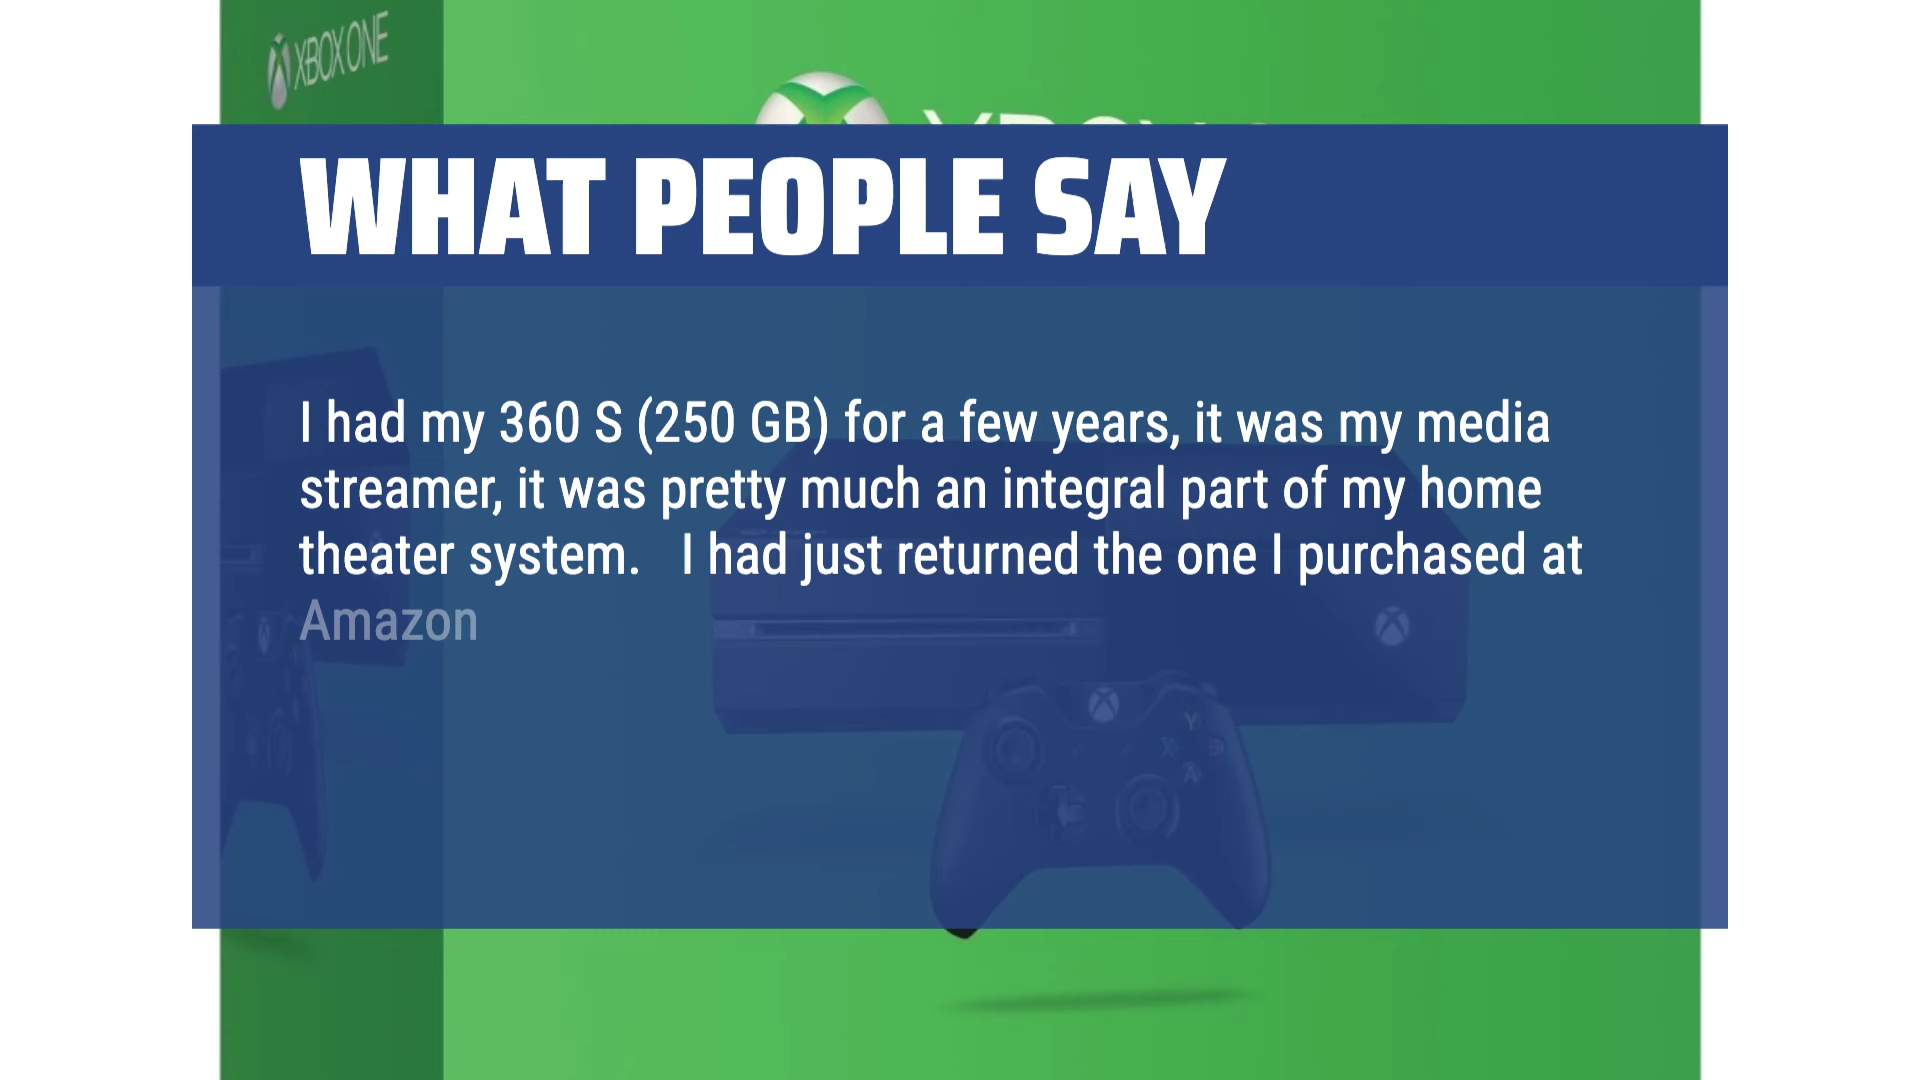 XBOX ONE
WHAT PEOPLE SAY
I had my 360 S (250 GB) for a few years, it was my media
streamer, it was pretty much an integral part of my home
theater system.   I had just returned the one I purchased at
Amazon
Y
X B
A